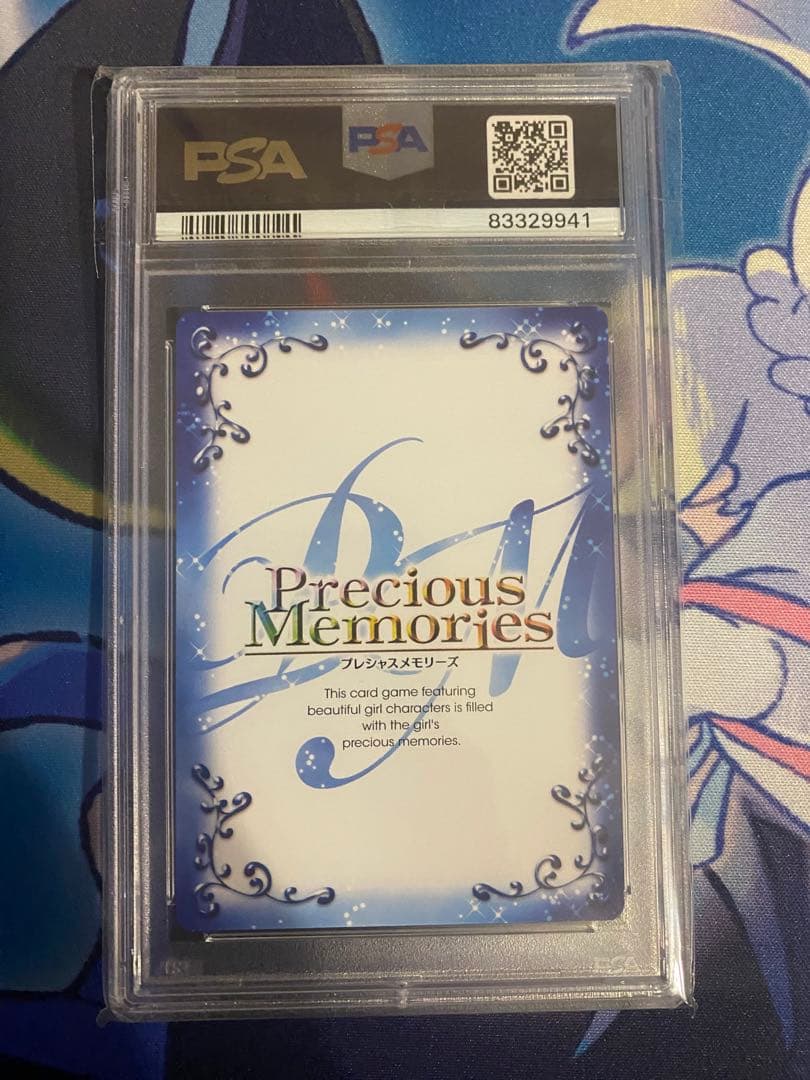 PSA
PSA
83329941
Precious
Memories
プレシャスメモリーズ
This card game featuring
beautiful girl characters is filled
with the girl's
precious memories.
PSA